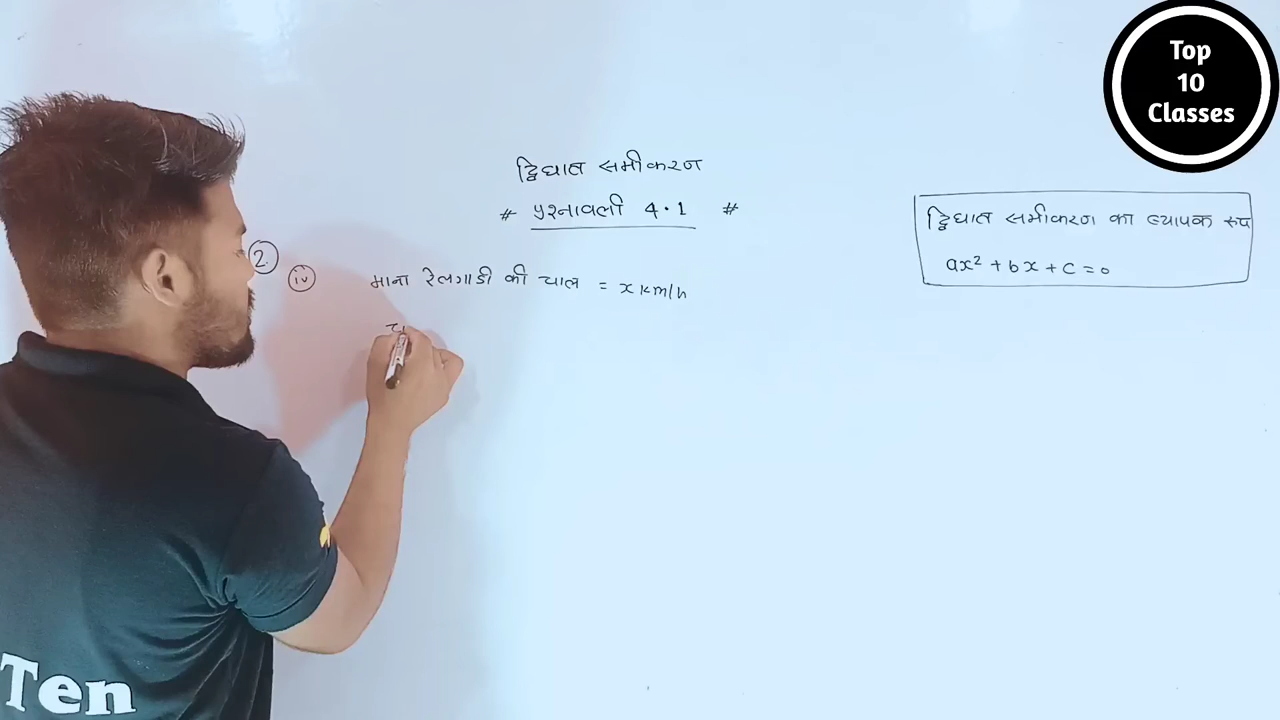 Top
10
Classes
द्विघात समीकरण
# प्रश्नावली 4.1 #
द्विघात समीकरण का व्यापक रूप
ax² + bx + c = 0
2.
iv माना रेलगाडी की चाल = x km/h
Ten